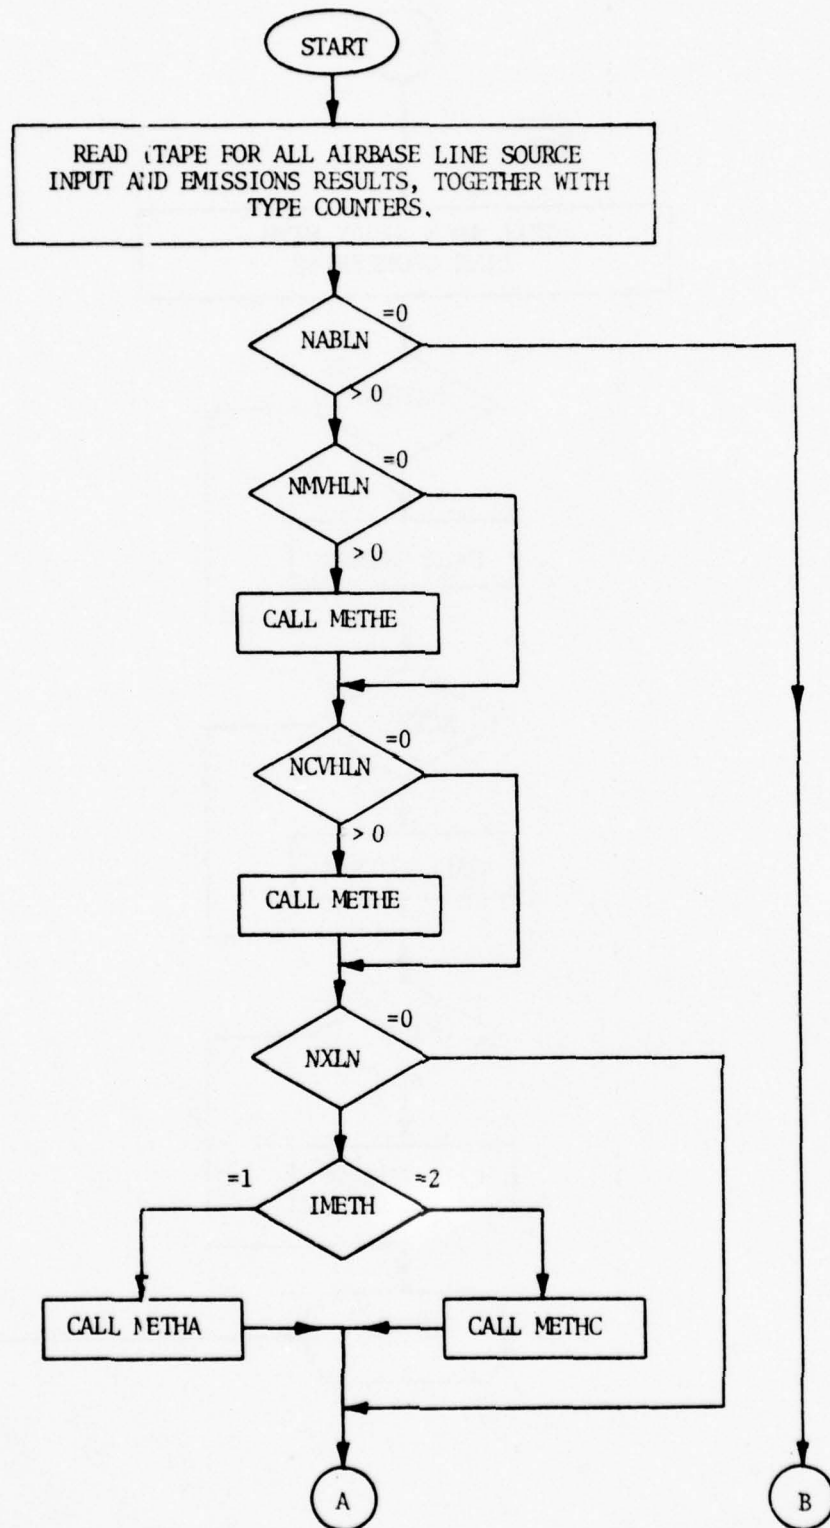 START
READ ITAPE FOR ALL AIRBASE LINE SOURCE
INPUT AND EMISSIONS RESULTS, TOGETHER WITH
TYPE COUNTERS.
=0
NABLN
> 0
=0
NMVHLN
> 0
CALL METHE
=0
NCVHLN
> 0
CALL METHE
=0
NXLN
=1
=2
IMETH
CALL METHA
CALL METHC
A
B